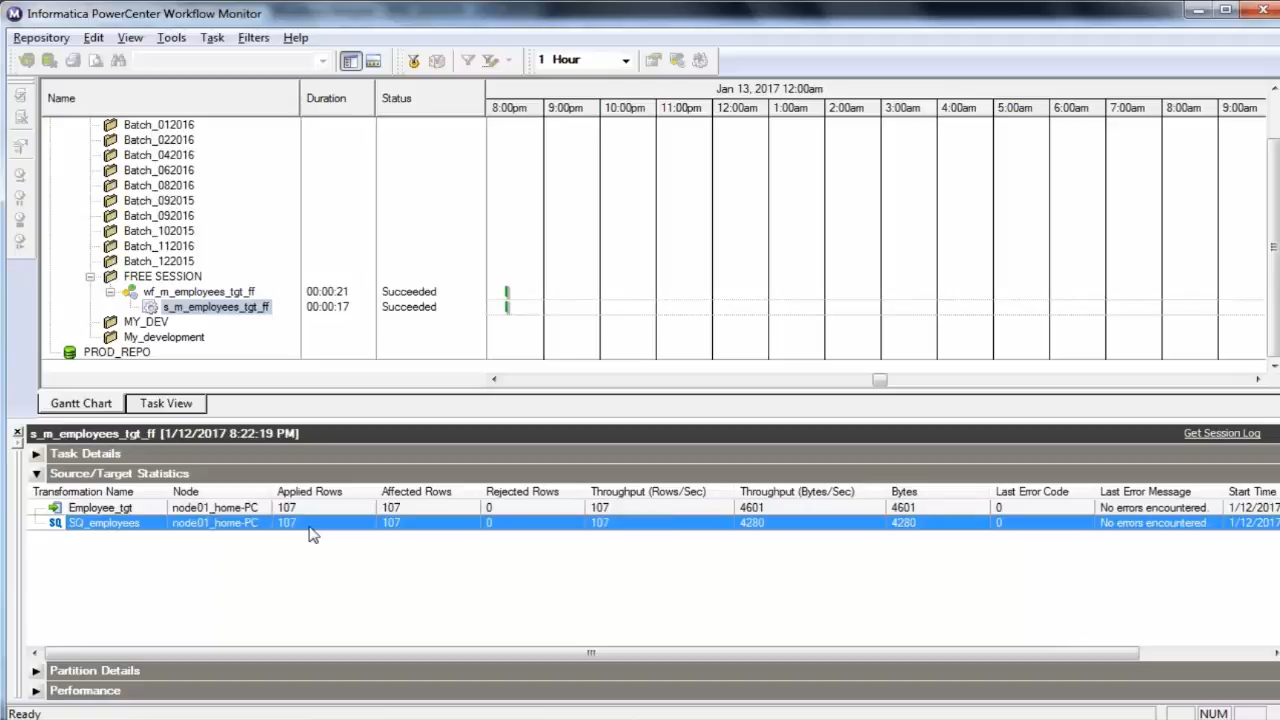 Informatica PowerCenter Workflow Monitor
Repository Edit View Tools Task Filters Help
1 Hour
Name Duration Status Jan 13, 2017 12:00am
8:00pm 9:00pm 10:00pm 11:00pm 12:00am 1:00am 2:00am 3:00am 4:00am 5:00am 6:00am 7:00am 8:00am 9:00am
Batch_012016
Batch_022016
Batch_042016
Batch_062016
Batch_082016
Batch_092015
Batch_092016
Batch_102015
Batch_112016
Batch_122015
FREE SESSION
wf_m_employees_tgt_ff 00:00:21 Succeeded
s_m_employees_tgt_ff 00:00:17 Succeeded
MY_DEV
My_development
PROD_REPO
Gantt Chart Task View
s_m_employees_tgt_ff [1/12/2017 8:22:19 PM] Get Session Log
Task Details
Source/Target Statistics
Transformation Name Node Applied Rows Affected Rows Rejected Rows Throughput (Rows/Sec) Throughput (Bytes/Sec) Bytes Last Error Code Last Error Message Start Time
Employee_tgt node01_home-PC 107 107 0 107 4601 4601 0 No errors encountered. 1/12/2017
SQ SQ_employees node01_home-PC 107 107 0 107 4280 4280 0 No errors encountered. 1/12/2017
Partition Details
Performance
Ready NUM